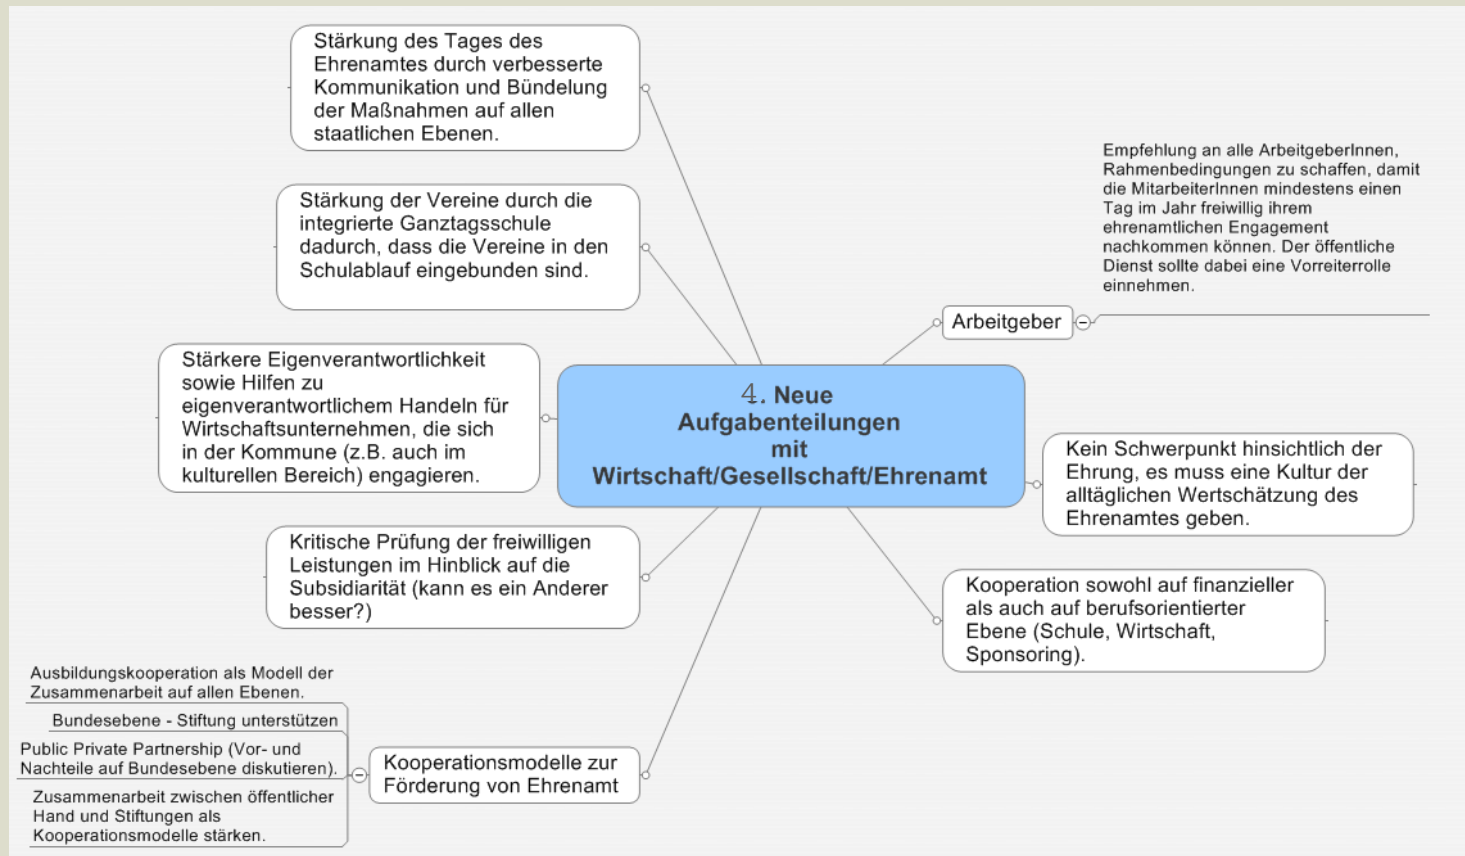 Stärkung des Tages des
Ehrenamtes durch verbesserte
Kommunikation und Bündelung
der Maßnahmen auf allen
staatlichen Ebenen.
Stärkung der Vereine durch die
integrierte Ganztagsschule
dadurch, dass die Vereine in den
Schulablauf eingebunden sind.
Stärkere Eigenverantwortlichkeit
sowie Hilfen zu
eigenverantwortlichem Handeln für
Wirtschaftsunternehmen, die sich
in der Kommune (z.B. auch im
kulturellen Bereich) engagieren.
Kritische Prüfung der freiwilligen
Leistungen im Hinblick auf die
Subsidiarität (kann es ein Anderer
besser?)
Ausbildungskooperation als Modell der
Zusammenarbeit auf allen Ebenen.
Bundesebene - Stiftung unterstützen
Public Private Partnership (Vor- und
Nachteile auf Bundesebene diskutieren).
Zusammenarbeit zwischen öffentlicher
Hand und Stiftungen als
Kooperationsmodelle stärken.
Kooperationsmodelle zur
Förderung von Ehrenamt
4. Neue
Aufgabenteilungen
mit
Wirtschaft/Gesellschaft/Ehrenamt
Arbeitgeber
Empfehlung an alle ArbeitgeberInnen,
Rahmenbedingungen zu schaffen, damit
die MitarbeiterInnen mindestens einen
Tag im Jahr freiwillig ihrem
ehrenamtlichen Engagement
nachkommen können. Der öffentliche
Dienst sollte dabei eine Vorreiterrolle
einnehmen.
Kein Schwerpunkt hinsichtlich der
Ehrung, es muss eine Kultur der
alltäglichen Wertschätzung des
Ehrenamtes geben.
Kooperation sowohl auf finanzieller
als auch auf berufsorientierter
Ebene (Schule, Wirtschaft,
Sponsoring).